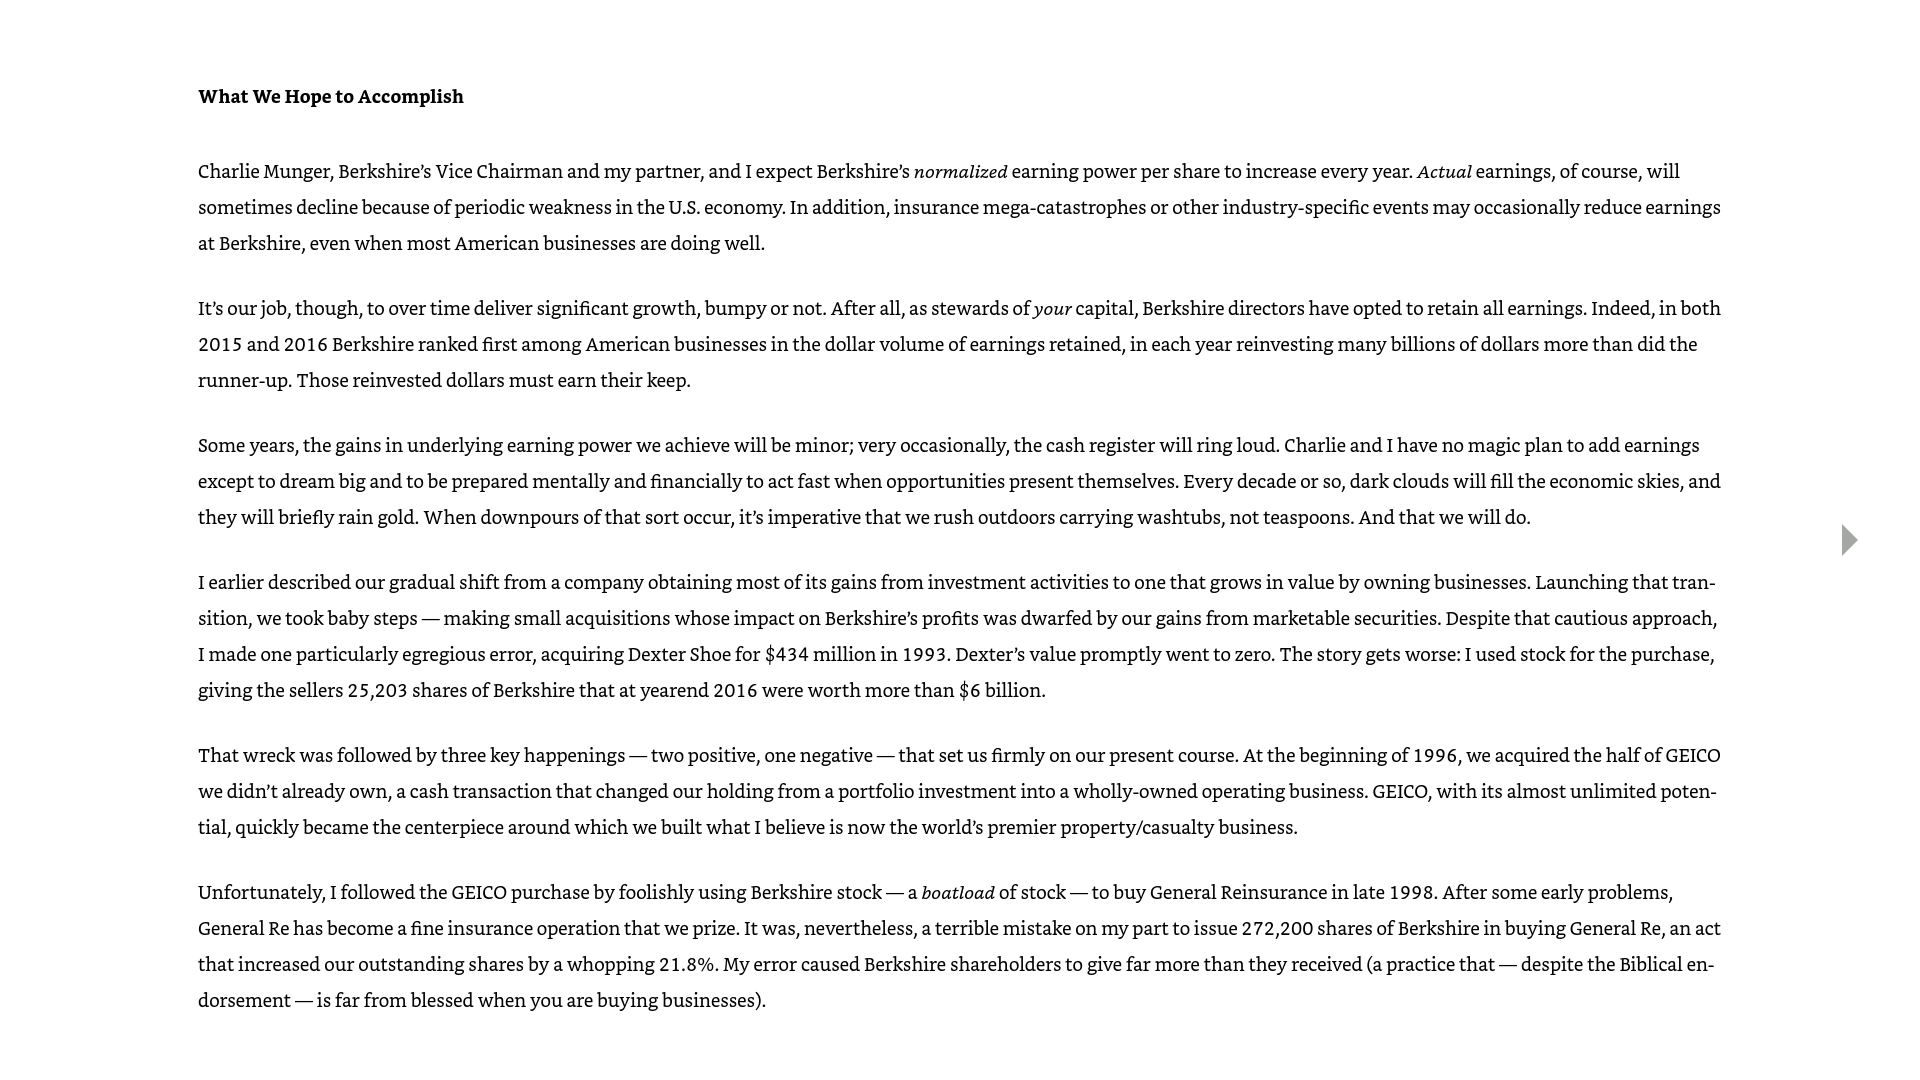 What We Hope to Accomplish
Charlie Munger, Berkshire’s Vice Chairman and my partner, and I expect Berkshire’s normalized earning power per share to increase every year. Actual earnings, of course, will
sometimes decline because of periodic weakness in the U.S. economy. In addition, insurance mega-catastrophes or other industry-specific events may occasionally reduce earnings
at Berkshire, even when most American businesses are doing well.
It’s our job, though, to over time deliver significant growth, bumpy or not. After all, as stewards of your capital, Berkshire directors have opted to retain all earnings. Indeed, in both
2015 and 2016 Berkshire ranked first among American businesses in the dollar volume of earnings retained, in each year reinvesting many billions of dollars more than did the
runner-up. Those reinvested dollars must earn their keep.
Some years, the gains in underlying earning power we achieve will be minor; very occasionally, the cash register will ring loud. Charlie and I have no magic plan to add earnings
except to dream big and to be prepared mentally and financially to act fast when opportunities present themselves. Every decade or so, dark clouds will fill the economic skies, and
they will briefly rain gold. When downpours of that sort occur, it’s imperative that we rush outdoors carrying washtubs, not teaspoons. And that we will do.
I earlier described our gradual shift from a company obtaining most of its gains from investment activities to one that grows in value by owning businesses. Launching that tran-
sition, we took baby steps — making small acquisitions whose impact on Berkshire’s profits was dwarfed by our gains from marketable securities. Despite that cautious approach,
I made one particularly egregious error, acquiring Dexter Shoe for $434 million in 1993. Dexter’s value promptly went to zero. The story gets worse: I used stock for the purchase,
giving the sellers 25,203 shares of Berkshire that at yearend 2016 were worth more than $6 billion.
That wreck was followed by three key happenings — two positive, one negative — that set us firmly on our present course. At the beginning of 1996, we acquired the half of GEICO
we didn’t already own, a cash transaction that changed our holding from a portfolio investment into a wholly-owned operating business. GEICO, with its almost unlimited poten-
tial, quickly became the centerpiece around which we built what I believe is now the world’s premier property/casualty business.
Unfortunately, I followed the GEICO purchase by foolishly using Berkshire stock — a boatload of stock — to buy General Reinsurance in late 1998. After some early problems,
General Re has become a fine insurance operation that we prize. It was, nevertheless, a terrible mistake on my part to issue 272,200 shares of Berkshire in buying General Re, an act
that increased our outstanding shares by a whopping 21.8%. My error caused Berkshire shareholders to give far more than they received (a practice that — despite the Biblical en-
dorsement — is far from blessed when you are buying businesses).